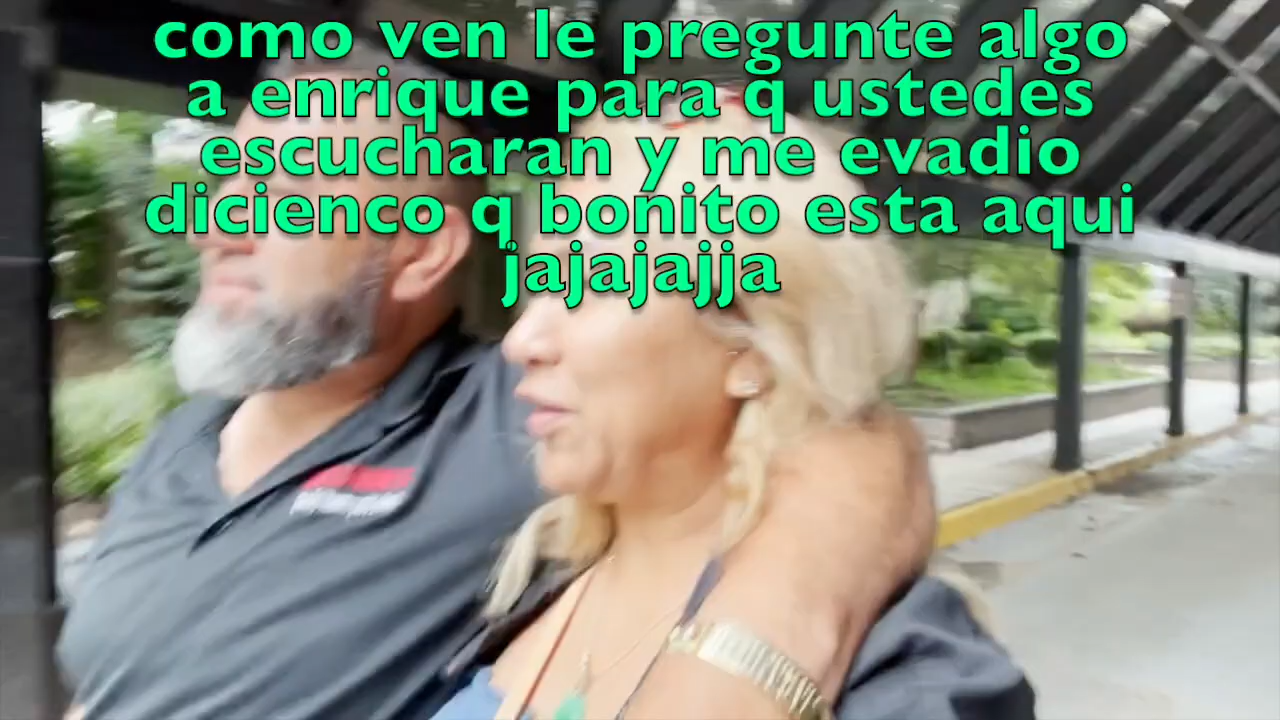 como ven le pregunte algo
a enrique para q ustedes
escucharan y me evadio
dicienco q bonito esta aqui
jajajajja